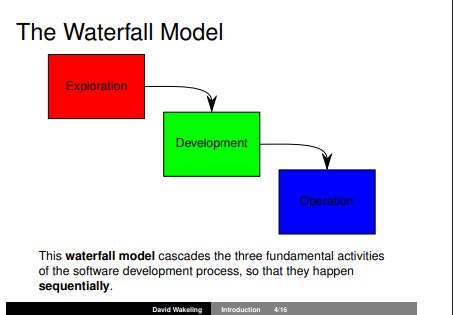 The Waterfall Model
Exploration
Development
Operation
This waterfall model cascades the three fundamental activities
of the software development process, so that they happen
sequentially.
David Wakeling Introduction 4/16